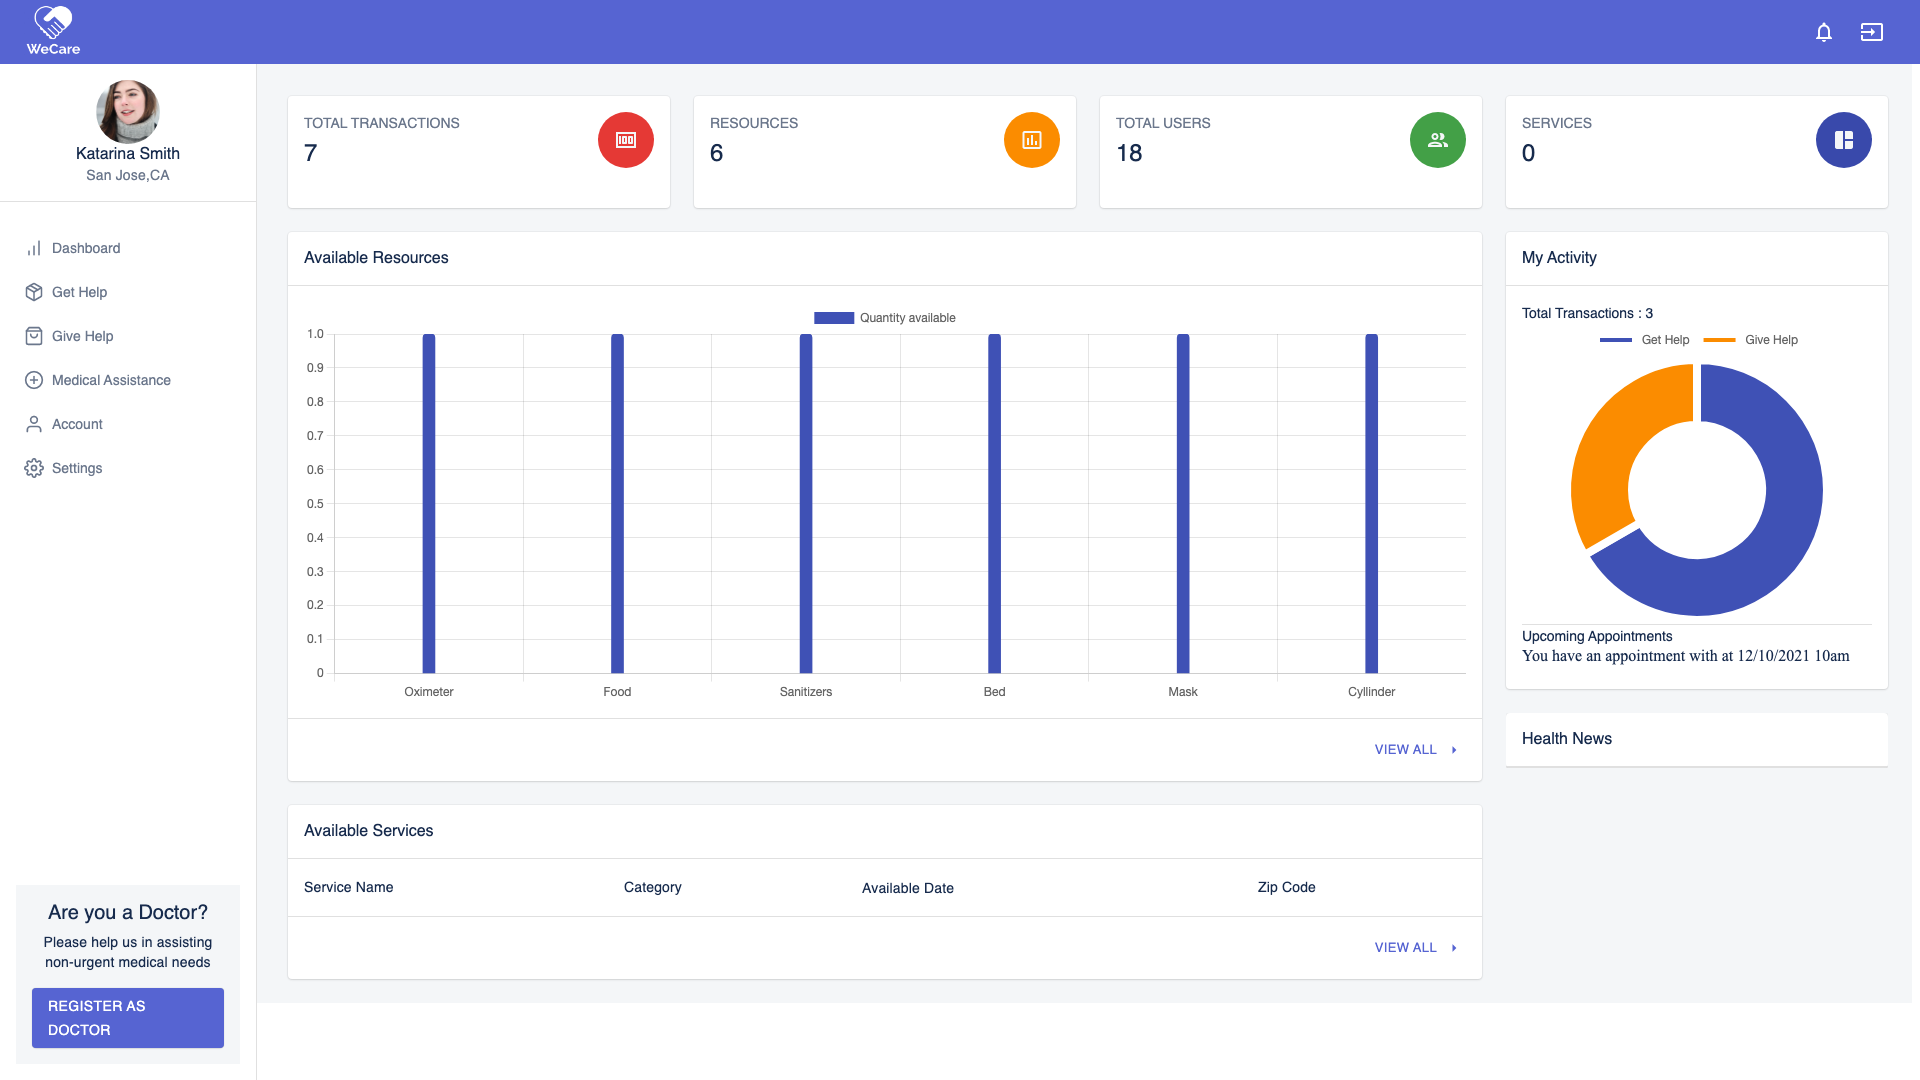 WeCare
Katarina Smith
San Jose,CA
Dashboard
Get Help
Give Help
Medical Assistance
Account
Settings
Are you a Doctor?
Please help us in assisting
non-urgent medical needs
REGISTER AS
DOCTOR
TOTAL TRANSACTIONS
7
RESOURCES
6
TOTAL USERS
18
SERVICES
0
Available Resources
Quantity available
1.0
0.9
0.8
0.7
0.6
0.5
0.4
0.3
0.2
0.1
0
Oximeter Food Sanitizers Bed Mask Cyllinder
VIEW ALL
My Activity
Total Transactions : 3
Get Help Give Help
Upcoming Appointments
You have an appointment with at 12/10/2021 10am
Health News
Available Services
Service Name Category Available Date Zip Code
VIEW ALL